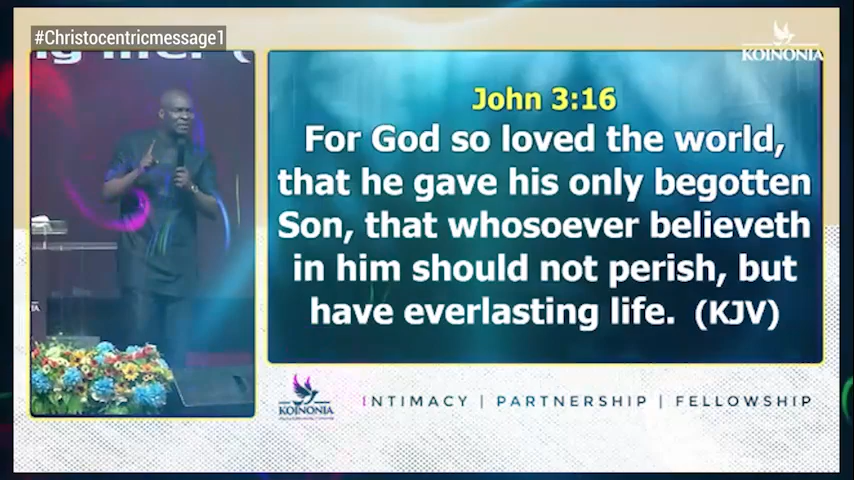 #Christocentricmessage1
KOINONIA
John 3:16
For God so loved the world,
that he gave his only begotten
Son, that whosoever believeth
in him should not perish, but
have everlasting life. (KJV)
KOINONIA
INTIMACY | PARTNERSHIP | FELLOWSHIP